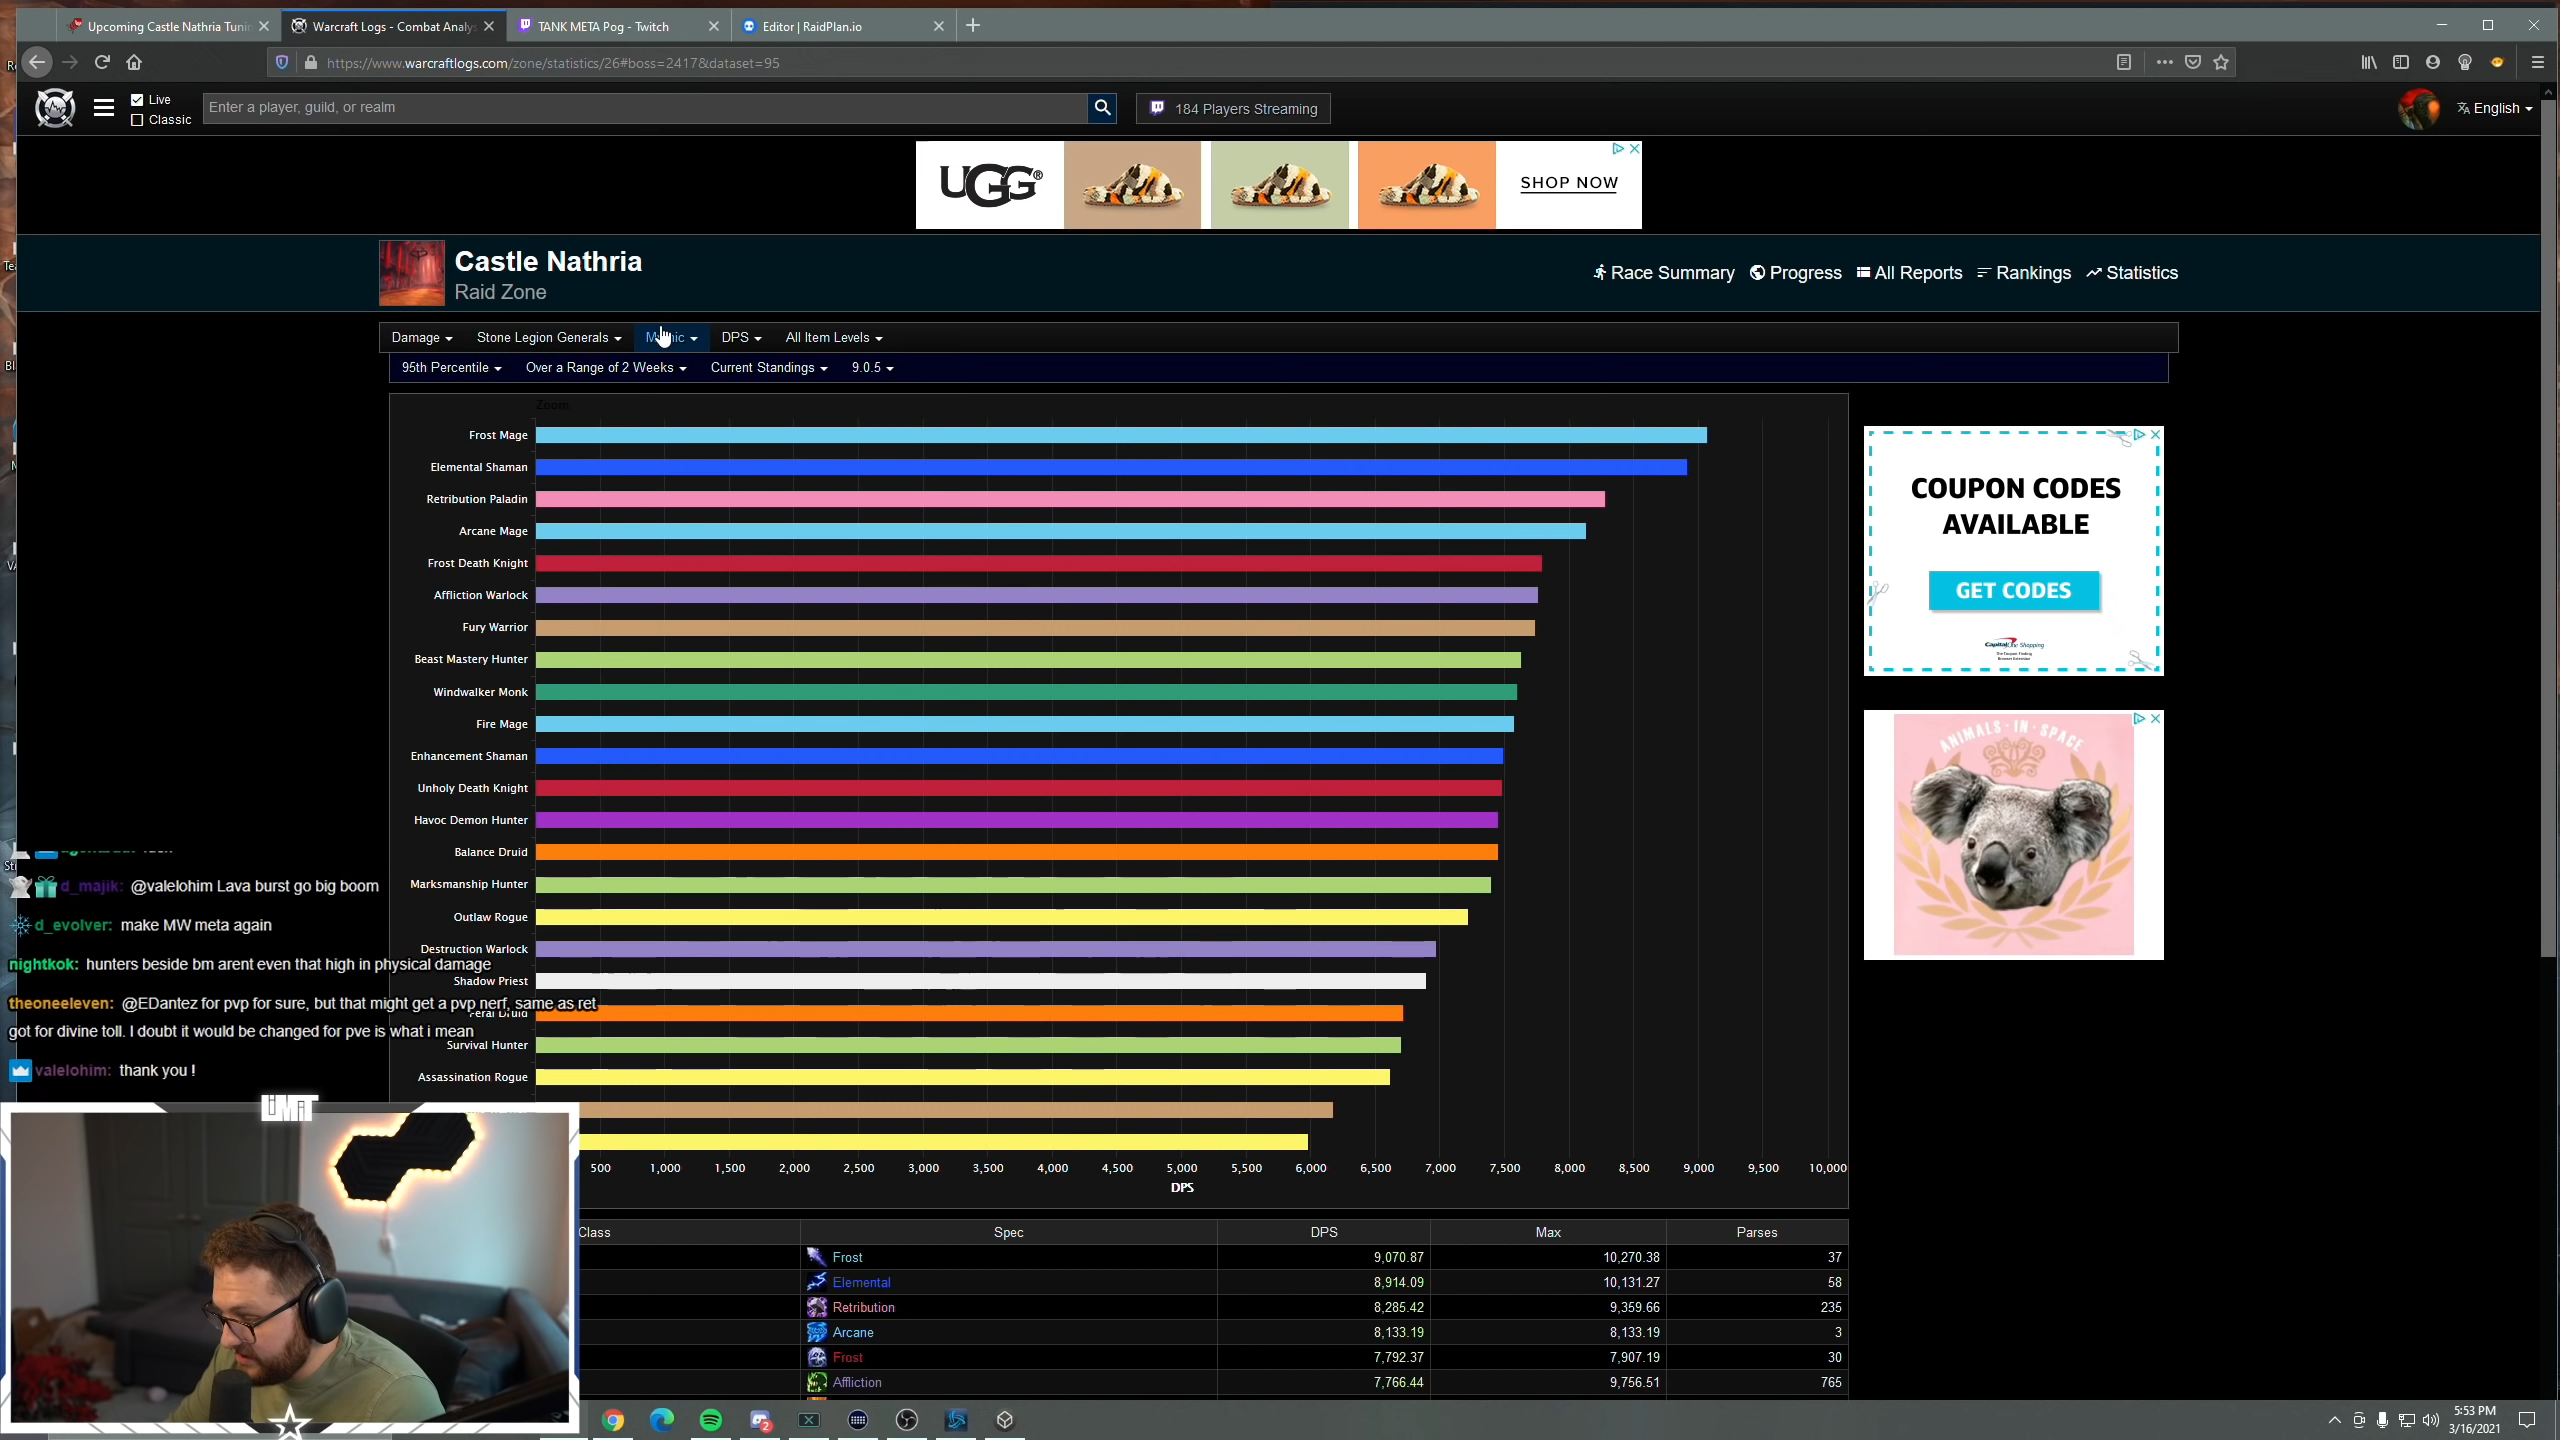 Upcoming Castle Nathria Tuni
Warcraft Logs - Combat Analys
TANK META Pog - Twitch
Editor | RaidPlan.io
https://www.warcraftlogs.com/zone/statistics/26#boss=2417&dataset=95
Live
Classic
Enter a player, guild, or realm
184 Players Streaming
English
UGG®
SHOP NOW
Castle Nathria
Raid Zone
Race Summary
Progress
All Reports
Rankings
Statistics
Damage
Stone Legion Generals
DPS
All Item Levels
95th Percentile
Over a Range of 2 Weeks
Current Standings
9.0.5
Zoom
Frost Mage
Elemental Shaman
Retribution Paladin
Arcane Mage
Frost Death Knight
Affliction Warlock
Fury Warrior
Beast Mastery Hunter
Windwalker Monk
Fire Mage
Enhancement Shaman
Unholy Death Knight
Havoc Demon Hunter
Balance Druid
Marksmanship Hunter
Outlaw Rogue
Destruction Warlock
Shadow Priest
Feral Druid
Survival Hunter
Assassination Rogue
500 1,000 1,500 2,000 2,500 3,000 3,500 4,000 4,500 5,000 5,500 6,000 6,500 7,000 7,500 8,000 8,500 9,000 9,500 10,000
DPS
COUPON CODES
AVAILABLE
GET CODES
Capital One Shopping
ANIMALS · IN · SPACE
d_majik: @valelohim Lava burst go big boom
d_evolver: make MW meta again
nightkok: hunters beside bm arent even that high in physical damage
theoneeleven: @EDantez for pvp for sure, but that might get a pvp nerf, same as ret
got for divine toll. I doubt it would be changed for pve is what i mean
valelohim: thank you !
LIMIT
Class Spec DPS Max Parses
Frost 9,070.87 10,270.38 37
Elemental 8,914.09 10,131.27 58
Retribution 8,285.42 9,359.66 235
Arcane 8,133.19 8,133.19 3
Frost 7,792.37 7,907.19 30
Affliction 7,766.44 9,756.51 765
2
5:53 PM
3/16/2021